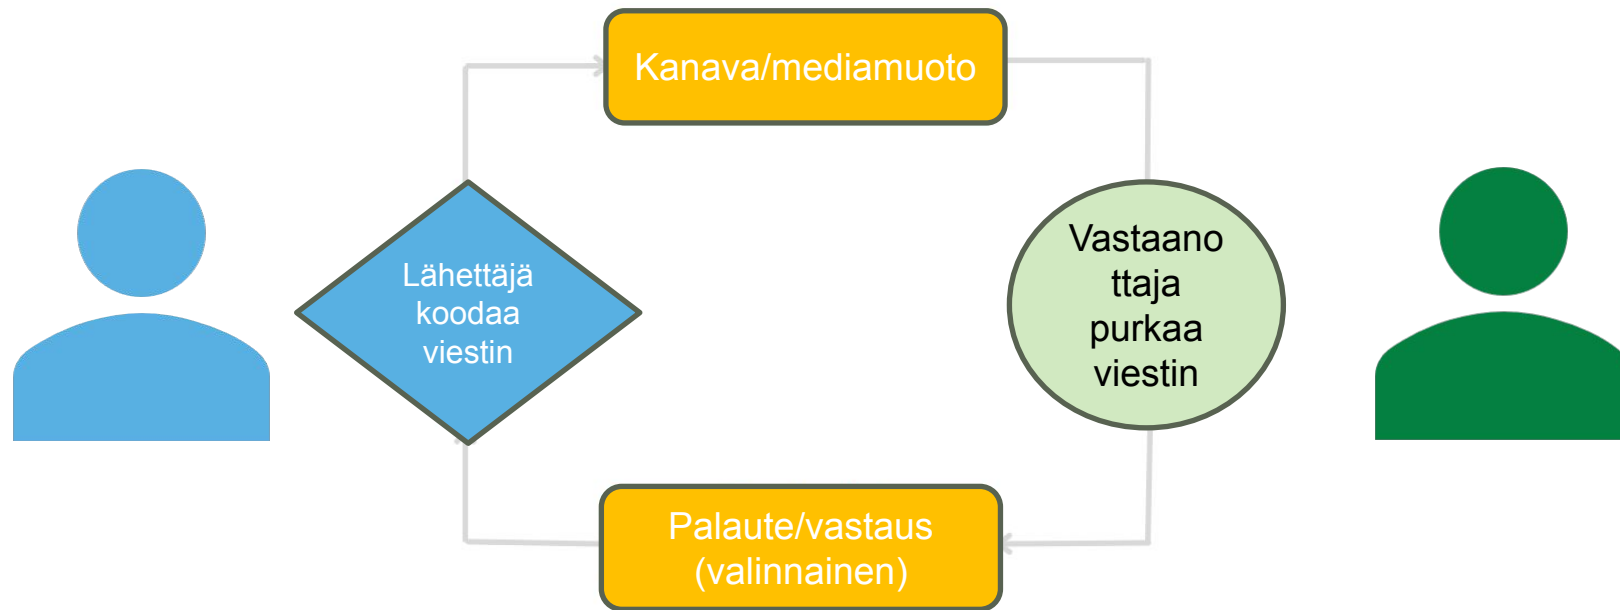 Kanava/mediamuoto
Lähettäjä
koodaa
viestin
Vastaano
ttaja
purkaa
viestin
Palaute/vastaus
(valinnainen)